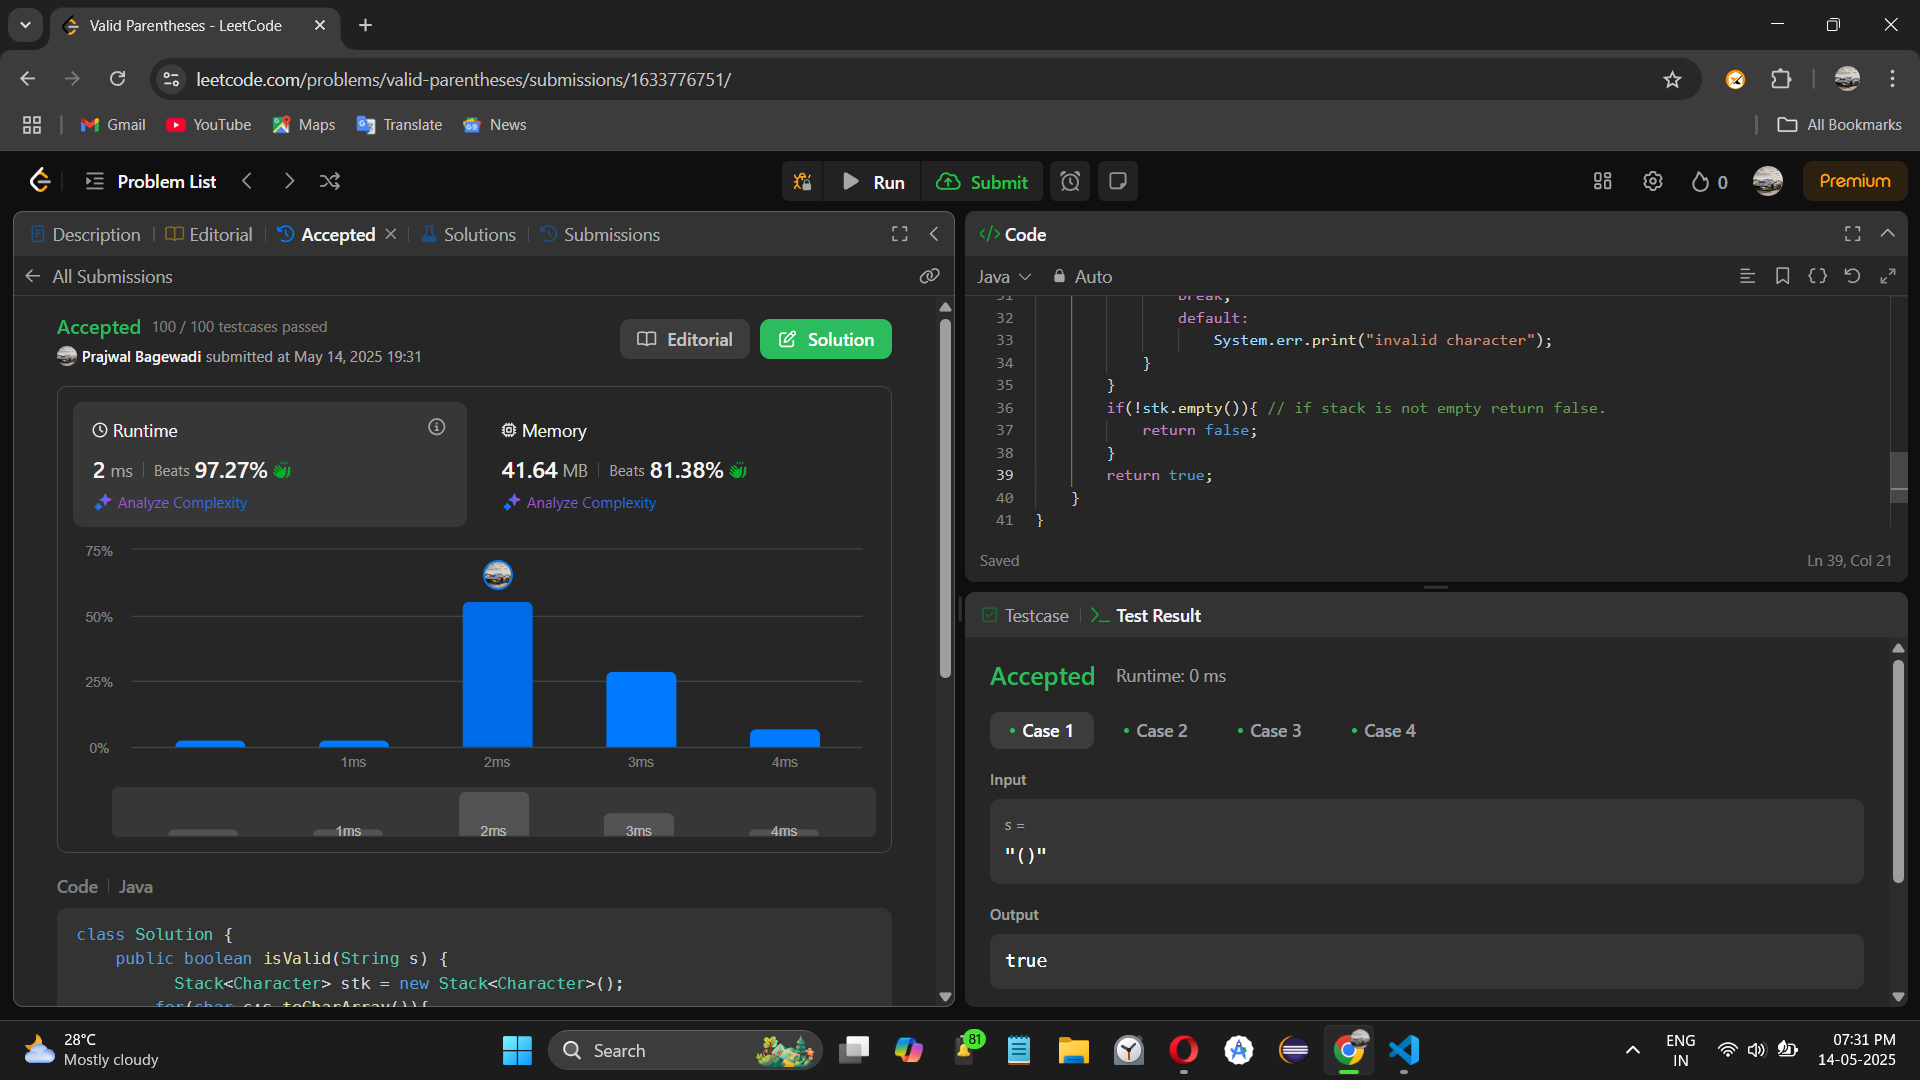 Valid Parentheses - LeetCode
leetcode.com/problems/valid-parentheses/submissions/1633776751/
Gmail YouTube Maps Translate News All Bookmarks
Problem List Run Submit 0 Premium
Description Editorial Accepted Solutions Submissions
All Submissions
Accepted 100 / 100 testcases passed
Prajwal Bagewadi submitted at May 14, 2025 19:31
Editorial Solution
Runtime
2 ms Beats 97.27%
Analyze Complexity
Memory
41.64 MB Beats 81.38%
Analyze Complexity
75%
50%
25%
0%
1ms 2ms 3ms 4ms
1ms 2ms 3ms 4ms
Code Java
class Solution {
public boolean isValid(String s) {
Stack<Character> stk = new Stack<Character>();
for(char c:s.toCharArray()){
</> Code
Java Auto
31 break;
32 default:
33 System.err.print("invalid character");
34 }
35 }
36 if(!stk.empty()){ // if stack is not empty return false.
37 return false;
38 }
39 return true;
40 }
41 }
Saved Ln 39, Col 21
Testcase Test Result
Accepted Runtime: 0 ms
Case 1 Case 2 Case 3 Case 4
Input
s =
"()"
Output
true
28°C
Mostly cloudy
Search
81
ENG
IN
07:31 PM
14-05-2025